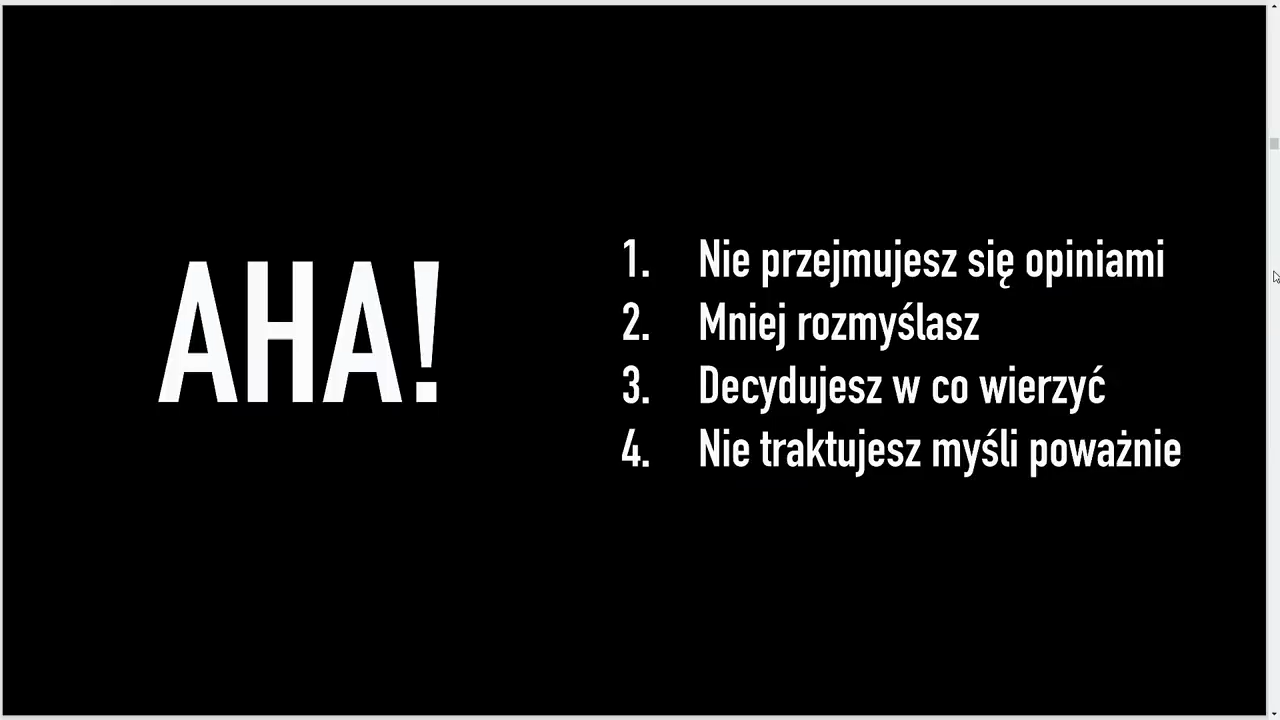 AHA!
1. Nie przejmujesz się opiniami
2. Mniej rozmyślasz
3. Decydujesz w co wierzyć
4. Nie traktujesz myśli poważnie